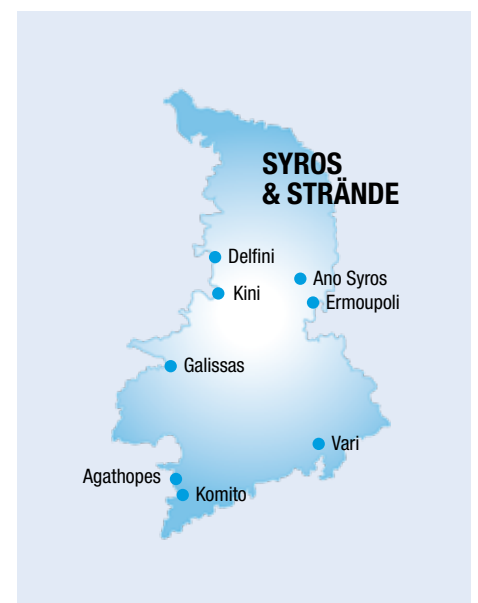 SYROS
& STRÄNDE
Delfini
Ano Syros
Kini
Ermoupoli
Galissas
Vari
Agathopes
Komito